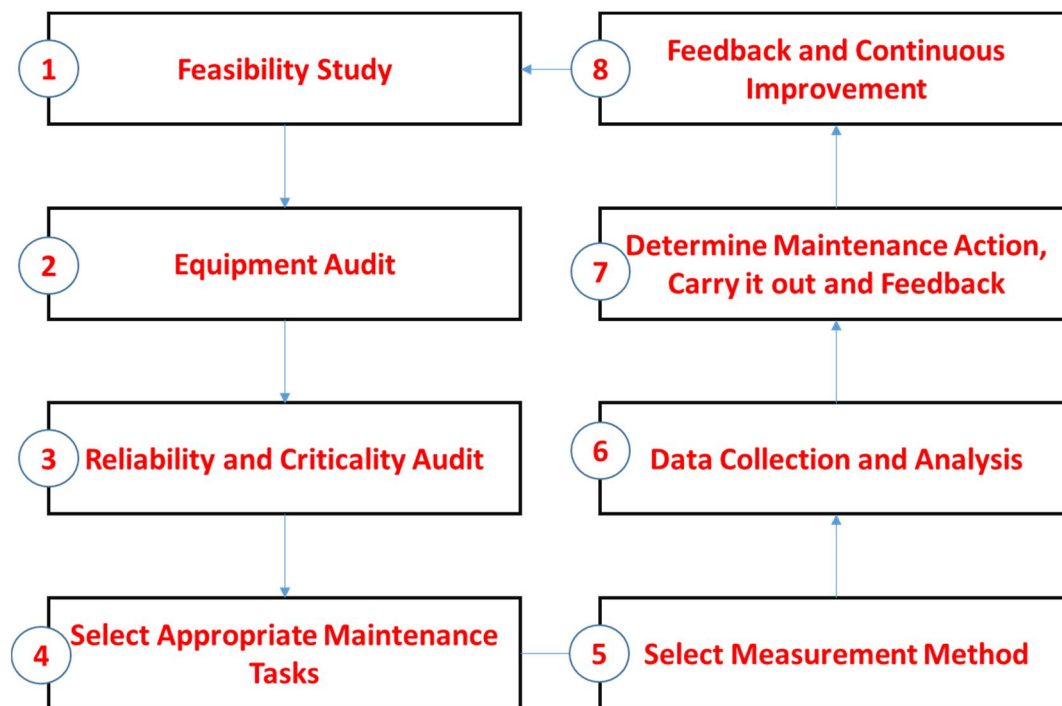 1
Feasibility Study
2
Equipment Audit
3
Reliability and Criticality Audit
4
Select Appropriate Maintenance
Tasks
5
Select Measurement Method
6
Data Collection and Analysis
7
Determine Maintenance Action,
Carry it out and Feedback
8
Feedback and Continuous
Improvement